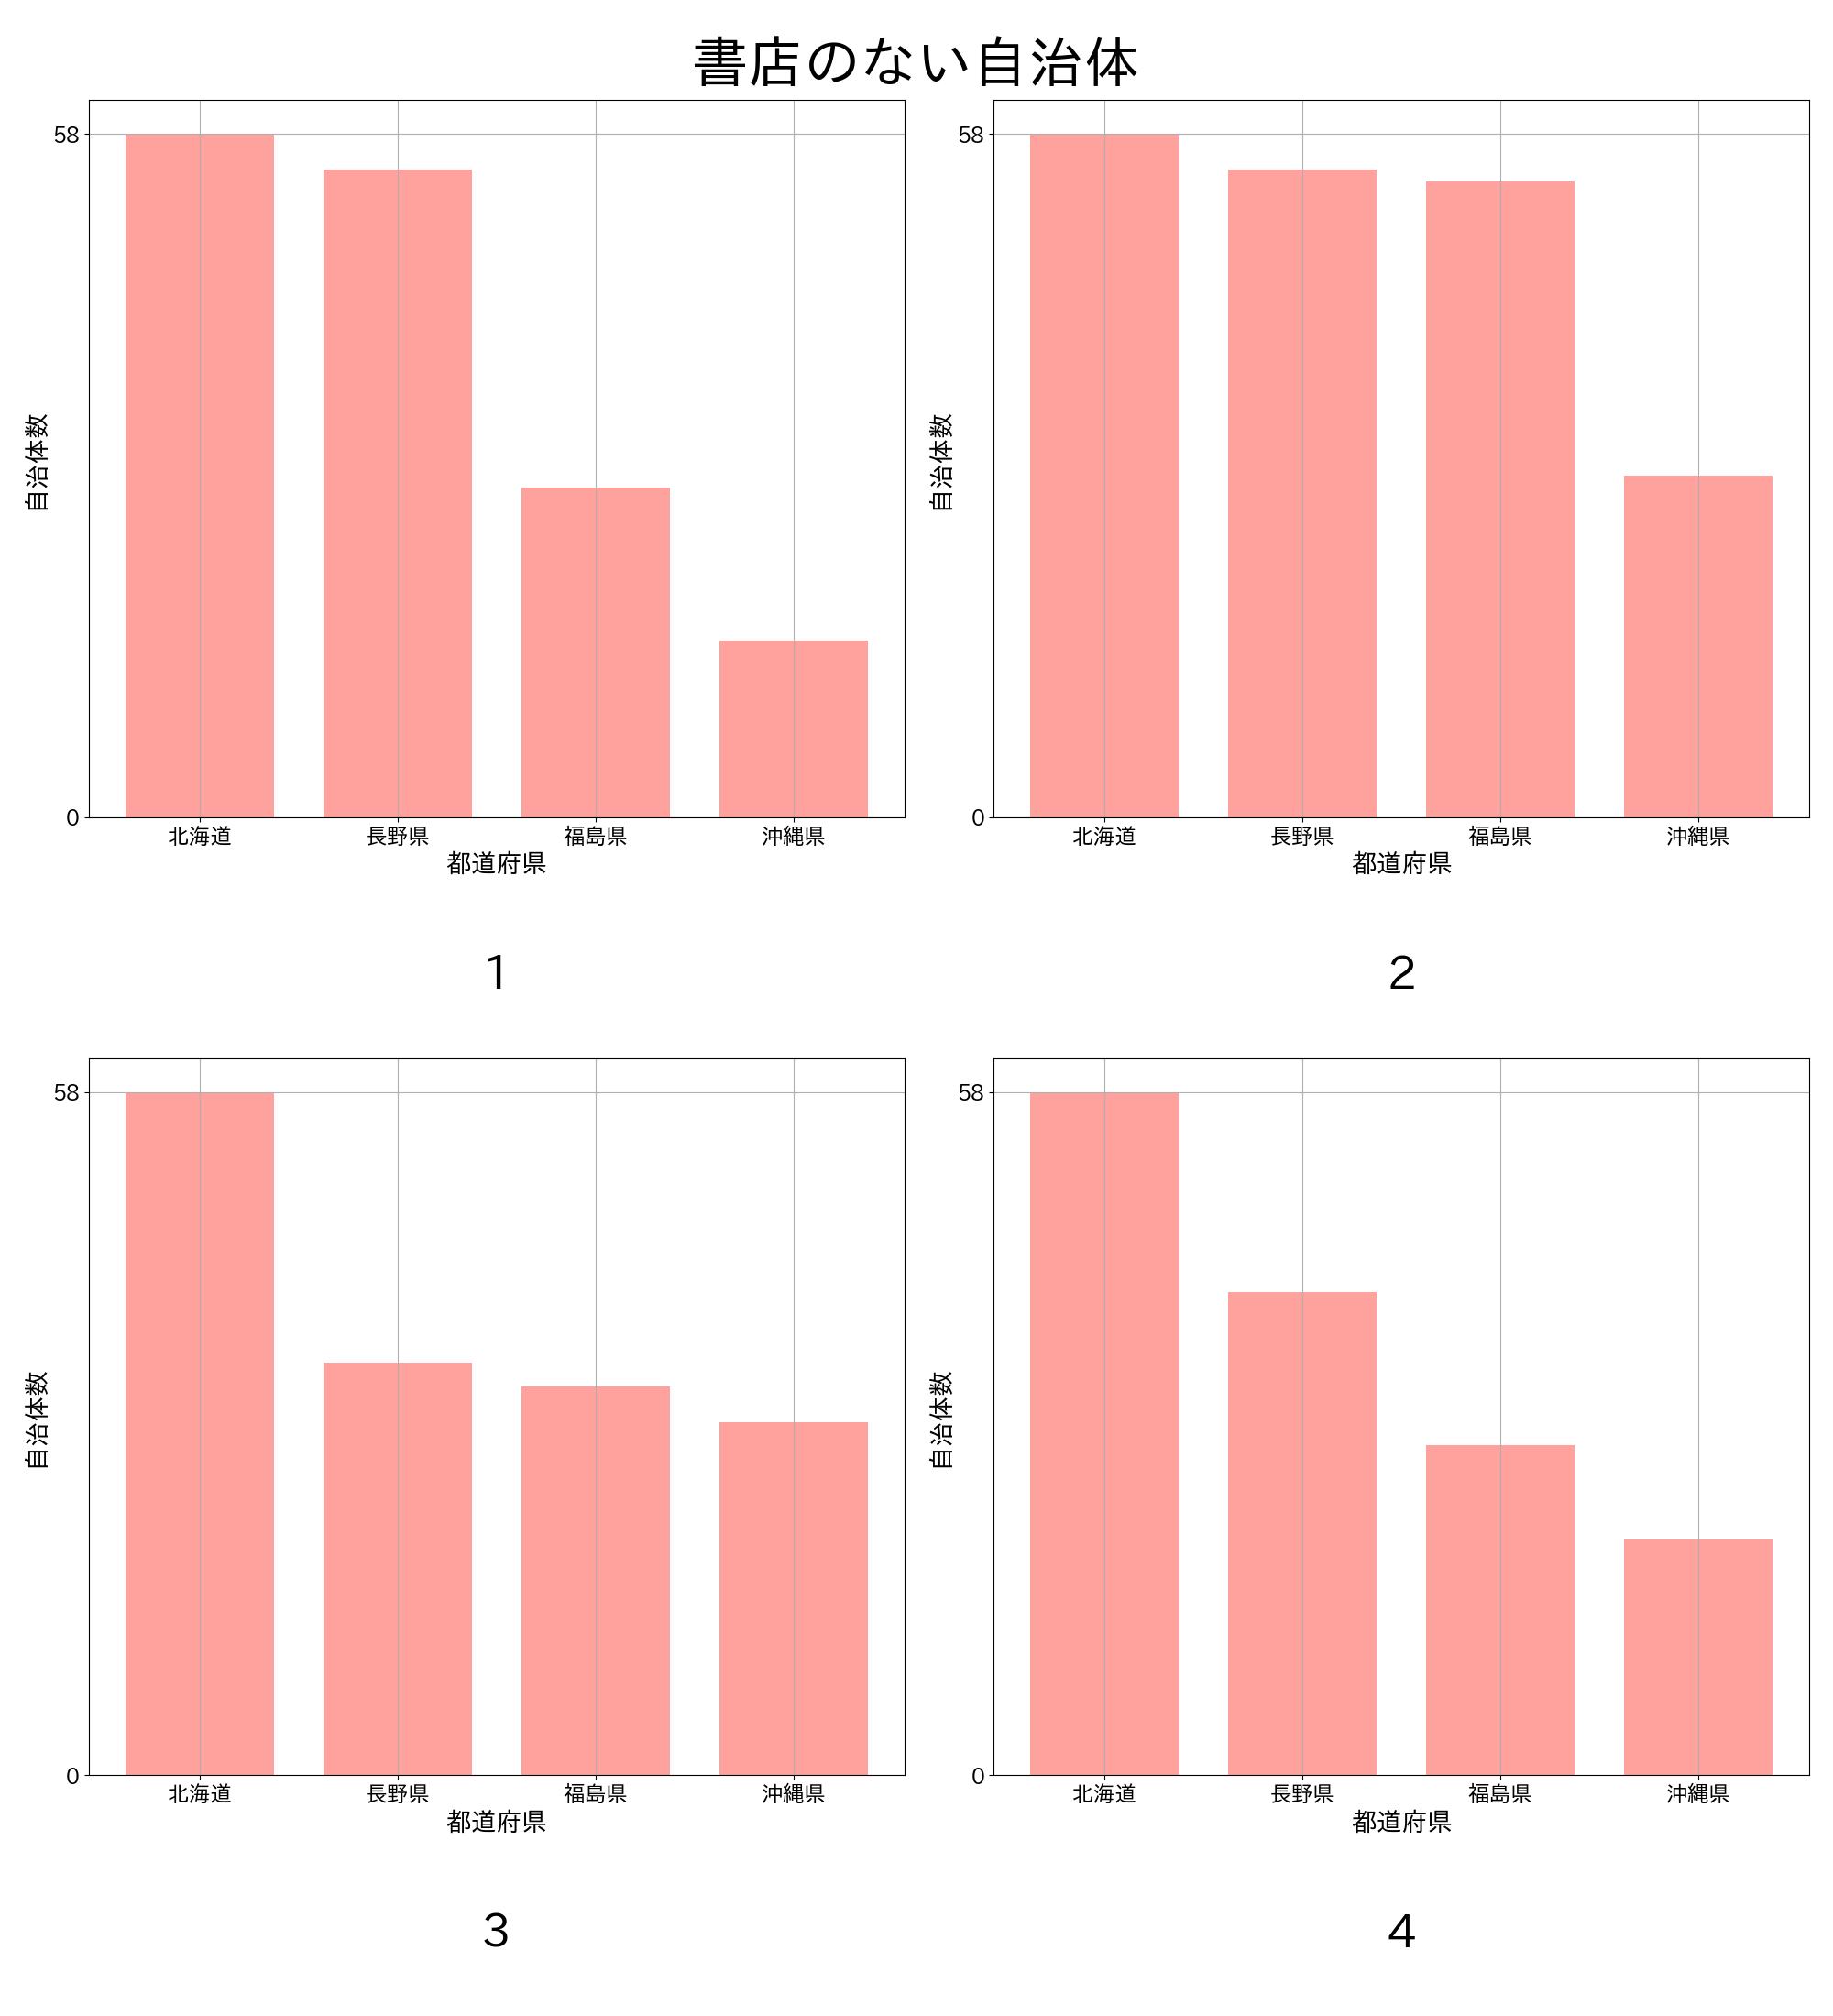 書店のない自治体
58
0
自治体数
北海道 長野県 福島県 沖縄県
都道府県
1
58
0
自治体数
北海道 長野県 福島県 沖縄県
都道府県
2
58
0
自治体数
北海道 長野県 福島県 沖縄県
都道府県
3
58
0
自治体数
北海道 長野県 福島県 沖縄県
都道府県
4